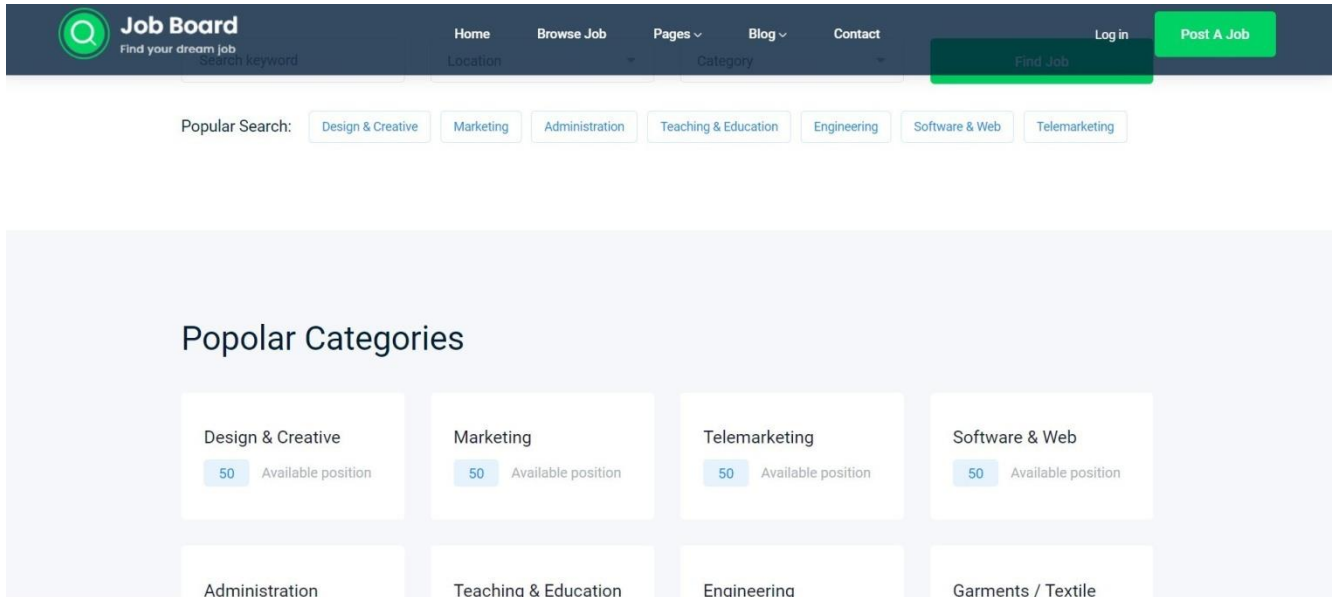 Job Board
Find your dream job
Home Browse Job Pages Blog Contact
Log in
Post A Job
Search keyword Location Category Find Job
Popular Search: Design & Creative Marketing Administration Teaching & Education Engineering Software & Web Telemarketing
Popolar Categories
Design & Creative Marketing Telemarketing Software & Web
50 Available position 50 Available position 50 Available position 50 Available position
Administration Teaching & Education Engineering Garments / Textile